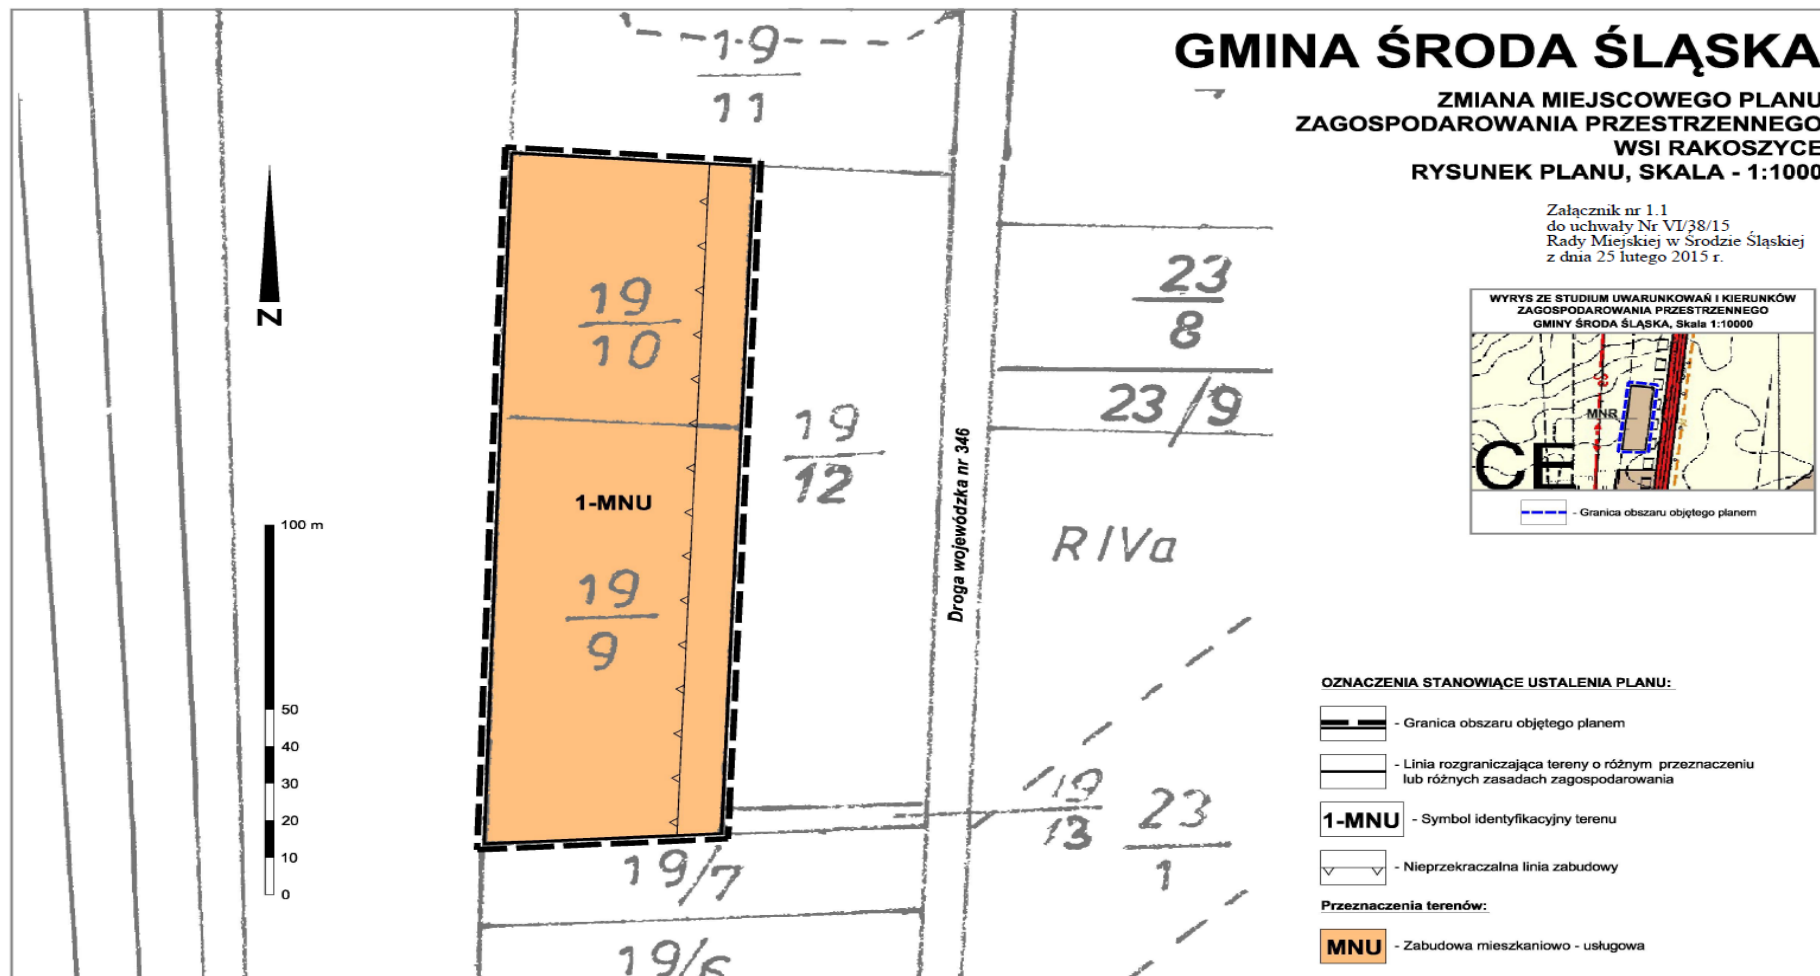 GMINA ŚRODA ŚLĄSKA
ZMIANA MIEJSCOWEGO PLANU
ZAGOSPODAROWANIA PRZESTRZENNEGO
WSI RAKOSZYCE
RYSUNEK PLANU, SKALA - 1:1000
Załącznik nr 1.1
do uchwały Nr VI/38/15
Rady Miejskiej w Środzie Śląskiej
z dnia 25 lutego 2015 r.
WYRYS ZE STUDIUM UWARUNKOWAŃ I KIERUNKÓW
ZAGOSPODAROWANIA PRZESTRZENNEGO
GMINY ŚRODA ŚLĄSKA, Skala 1:10000
MNR
CE
- Granica obszaru objętego planem
19
11
Z
19
10
19
12
1-MNU
19
9
Droga wojewódzka nr 346
23
8
23/9
RIVa
100 m
50
40
30
20
10
0
19
13
23
1
19/7
19/6
OZNACZENIA STANOWIĄCE USTALENIA PLANU:
- Granica obszaru objętego planem
- Linia rozgraniczająca tereny o różnym przeznaczeniu
lub różnych zasadach zagospodarowania
1-MNU - Symbol identyfikacyjny terenu
- Nieprzekraczalna linia zabudowy
Przeznaczenia terenów:
MNU - Zabudowa mieszkaniowo - usługowa